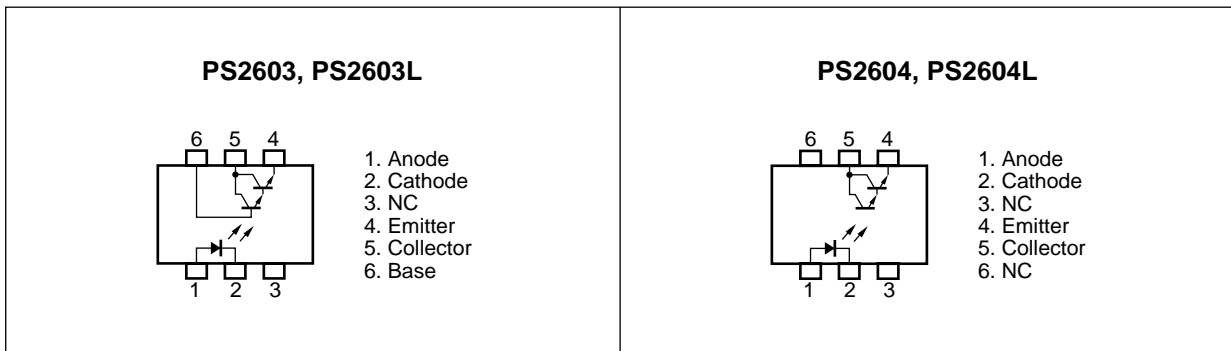 PS2603, PS2603L
6 5 4
1. Anode
2. Cathode
3. NC
4. Emitter
5. Collector
6. Base
1 2 3
PS2604, PS2604L
6 5 4
1. Anode
2. Cathode
3. NC
4. Emitter
5. Collector
6. NC
1 2 3